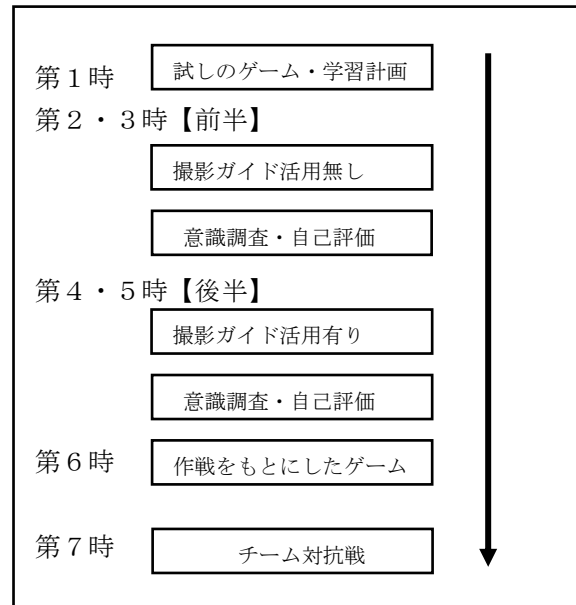 第１時 試しのゲーム・学習計画
第２・３時【前半】
撮影ガイド活用無し
意識調査・自己評価
第４・５時【後半】
撮影ガイド活用有り
意識調査・自己評価
第６時 作戦をもとにしたゲーム
第７時 チーム対抗戦